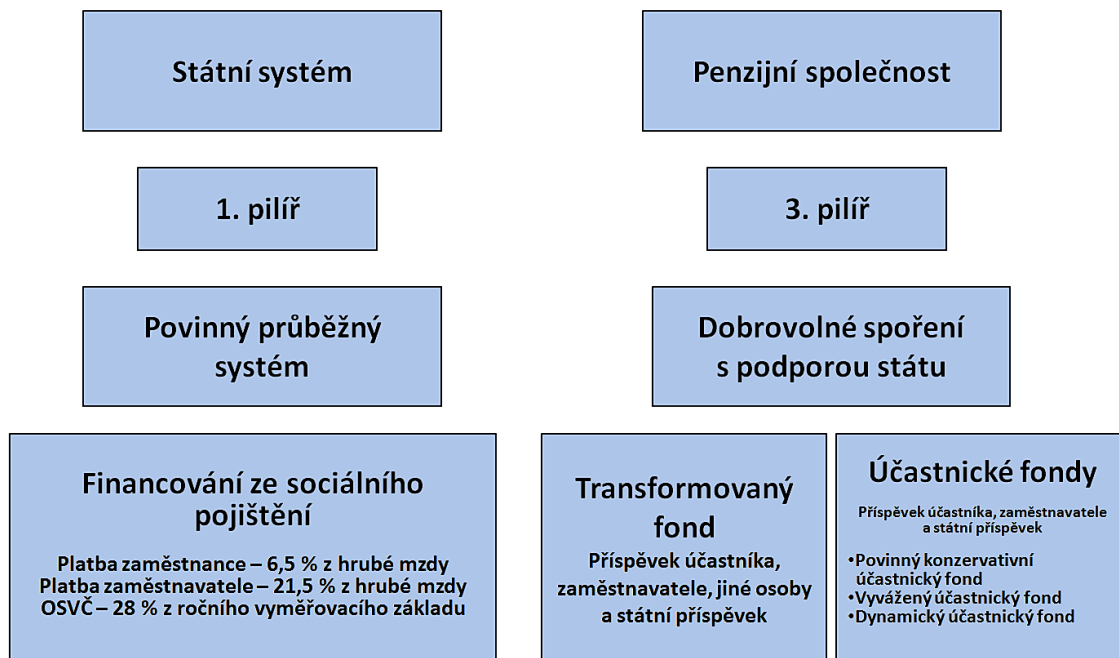 Státní systém
Penzijní společnost
1. pilíř
3. pilíř
Povinný průběžný
systém
Dobrovolné spoření
s podporou státu
Financování ze sociálního
pojištění
Platba zaměstnance – 6,5 % z hrubé mzdy
Platba zaměstnavatele – 21,5 % z hrubé mzdy
OSVČ – 28 % z ročního vyměřovacího základu
Transformovaný
fond
Příspěvek účastníka,
zaměstnavatele, jiné osoby
a státní příspěvek
Účastnické fondy
Příspěvek účastníka, zaměstnavatele
a státní příspěvek
•Povinný konzervativní
účastnický fond
•Vyvážený účastnický fond
•Dynamický účastnický fond